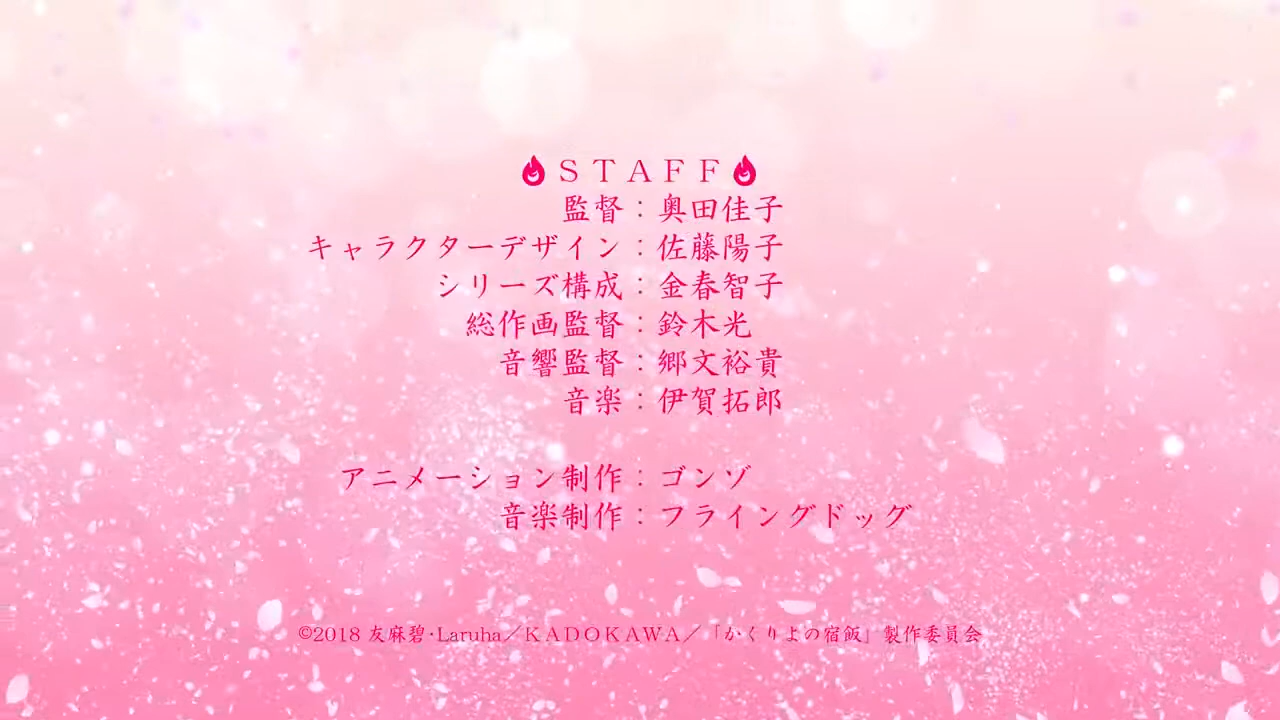 ＳＴＡＦＦ
監督：奥田佳子
キャラクターデザイン：佐藤陽子
シリーズ構成：金春智子
総作画監督：鈴木光
音響監督：郷文裕貴
音楽：伊賀拓郎
アニメーション制作：ゴンゾ
音楽制作：フライングドッグ
©2018 友麻碧・Laruha／ＫＡＤＯＫＡＷＡ／「かくりよの宿飯」製作委員会